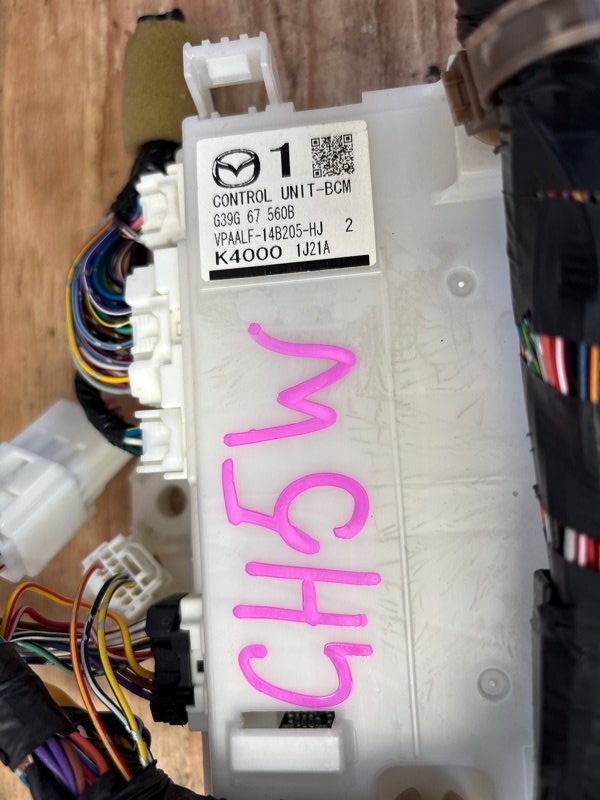 1
CONTROL UNIT-BCM
G39G 67 560B
VPAALF-14B205-HJ 2
K4000 1J21A
GH5W